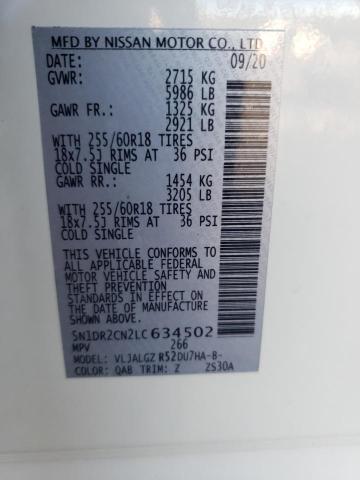 MFD BY NISSAN MOTOR CO., LTD
DATE: 09/20
GVWR: 2715 KG
5986 LB
GAWR FR.: 1325 KG
2921 LB
WITH 255/60R18 TIRES
18x7.5J RIMS AT 36 PSI
COLD SINGLE
GAWR RR.: 1454 KG
3205 LB
WITH 255/60R18 TIRES
18x7.5J RIMS AT 36 PSI
COLD SINGLE
THIS VEHICLE CONFORMS TO
ALL APPLICABLE FEDERAL
MOTOR VEHICLE SAFETY AND
THEFT PREVENTION
STANDARDS IN EFFECT ON
THE DATE OF MANUFACTURE
SHOWN ABOVE.
5N1DR2CN2LC634502
MPV 266
MODEL: VLJALGZ R52DU7HA-B-
COLOR: QAB TRIM: Z ZS30A